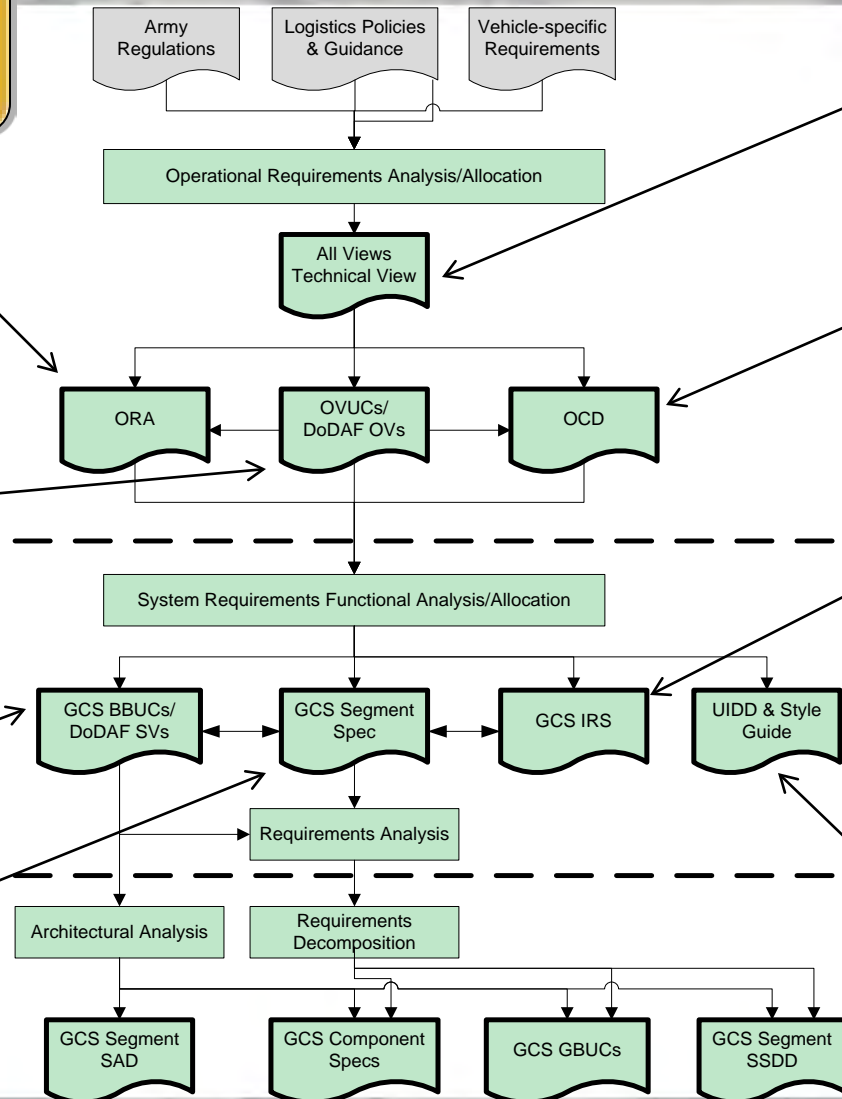 Army
Regulations
Logistics Policies
& Guidance
Vehicle-specific
Requirements
Operational Requirements Analysis/Allocation
All Views
Technical View
ORA
OVUCs/
DoDAF OVs
OCD
System Requirements Functional Analysis/Allocation
GCS BBUCs/
DoDAF SVs
GCS Segment
Spec
GCS IRS
UIDD & Style
Guide
Requirements Analysis
Architectural Analysis
Requirements
Decomposition
GCS Segment
SAD
GCS Component
Specs
GCS GBUCs
GCS Segment
SSDD